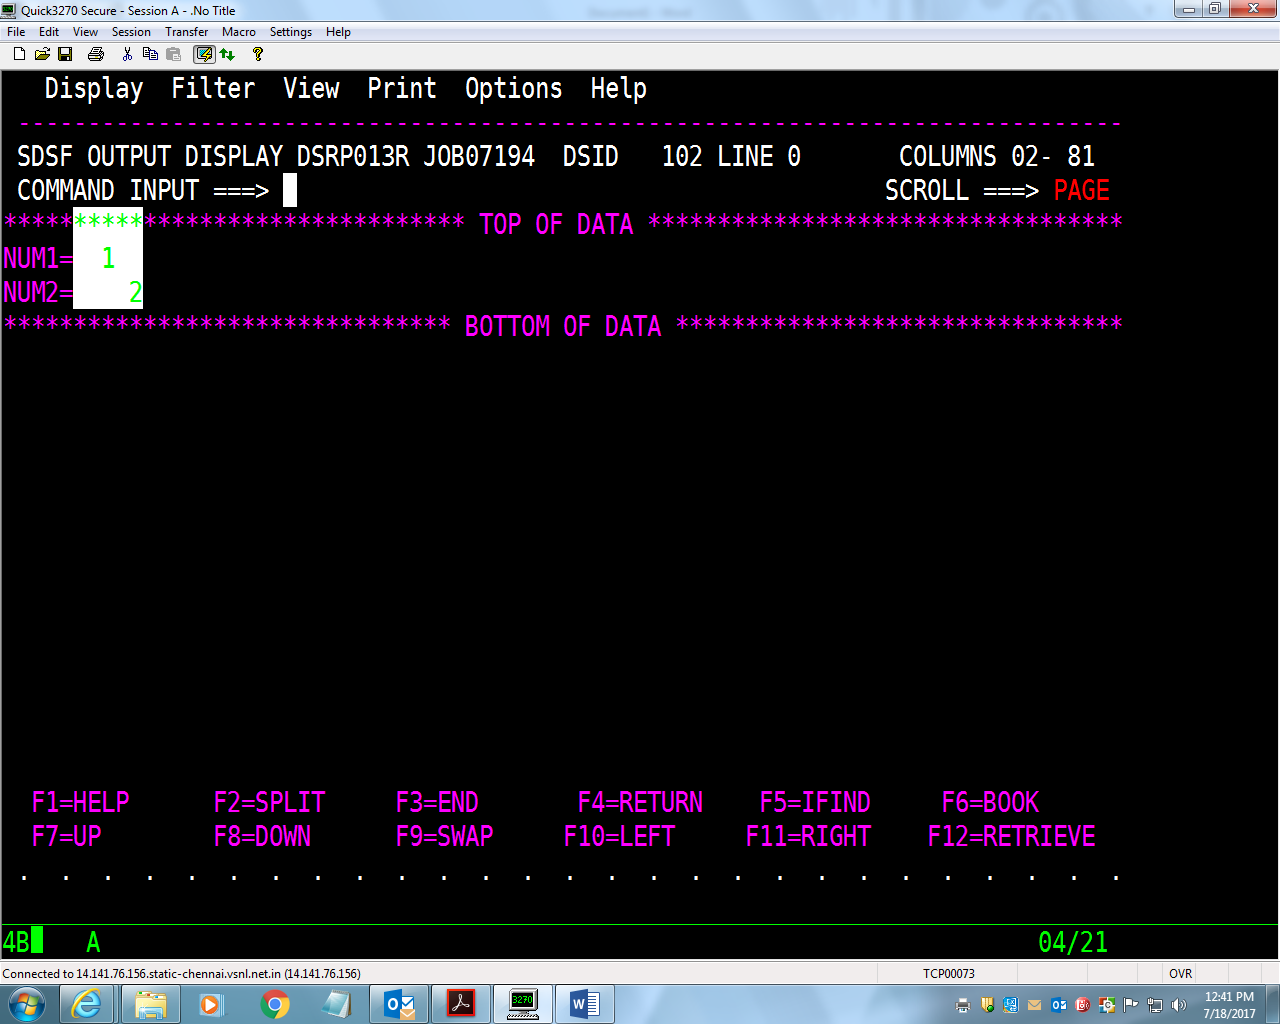 Quick3270 Secure - Session A - .No Title
File Edit View Session Transfer Macro Settings Help
Display Filter View Print Options Help
-------------------------------------------------------------------------------
SDSF OUTPUT DISPLAY DSRP013R JOB07194 DSID 102 LINE 0 COLUMNS 02- 81
COMMAND INPUT ===> SCROLL ===> PAGE
********************************* TOP OF DATA **********************************
NUM1= 1
NUM2= 2
******************************** BOTTOM OF DATA ********************************
F1=HELP F2=SPLIT F3=END F4=RETURN F5=IFIND F6=BOOK
F7=UP F8=DOWN F9=SWAP F10=LEFT F11=RIGHT F12=RETRIEVE
. . . . . . . . . . . . . . . . . . . . . . . . . . .
4B A 04/21
Connected to 14.141.76.156.static-chennai.vsnl.net.in (14.141.76.156) TCP00073 OVR
3270
12:41 PM
7/18/2017